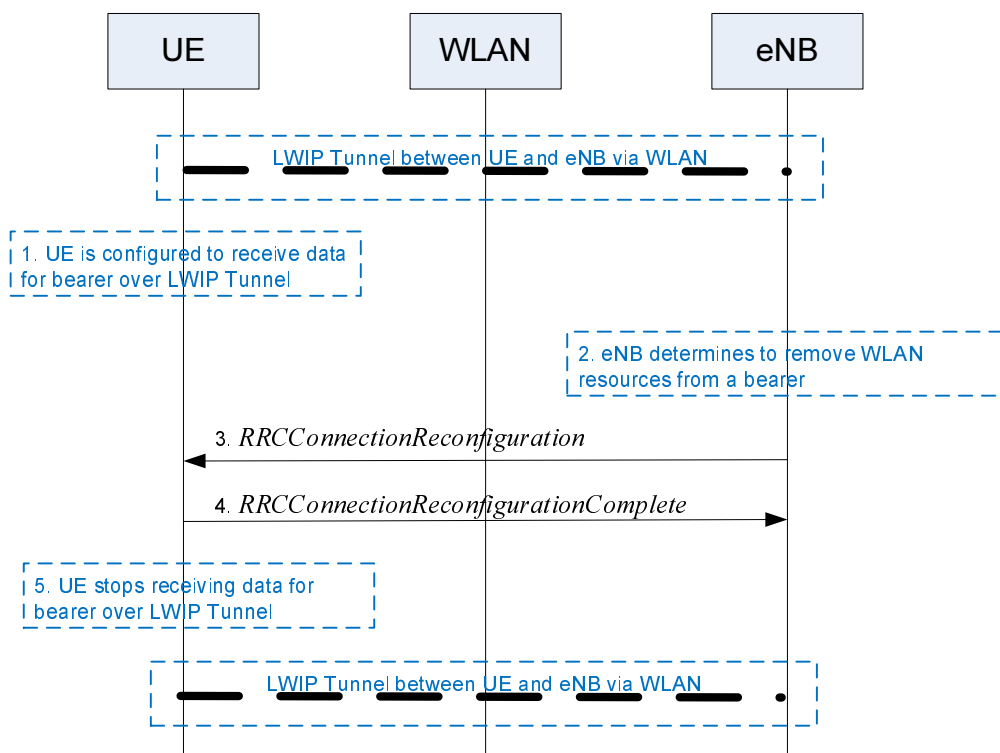 UE
WLAN
eNB
LWIP Tunnel between UE and eNB via WLAN
1. UE is configured to receive data
for bearer over LWIP Tunnel
2. eNB determines to remove WLAN
resources from a bearer
3. RRCConnectionReconfiguration
4. RRCConnectionReconfigurationComplete
5. UE stops receiving data for
bearer over LWIP Tunnel
LWIP Tunnel between UE and eNB via WLAN